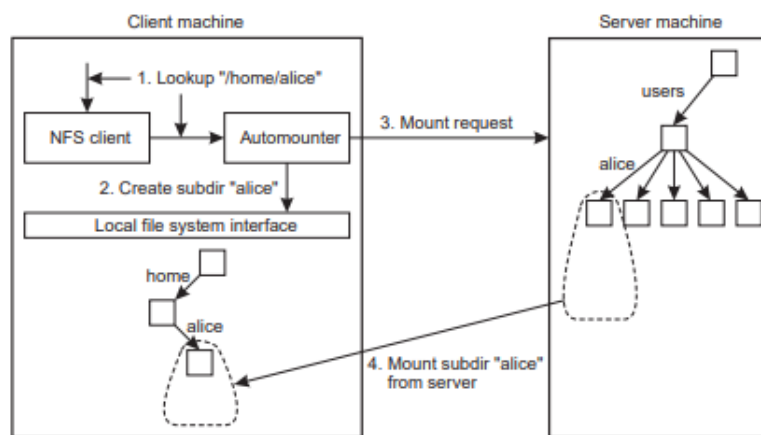 Client machine
Server machine
1. Lookup "/home/alice"
users
NFS client
Automounter
3. Mount request
alice
2. Create subdir "alice"
Local file system interface
home
alice
4. Mount subdir "alice"
from server